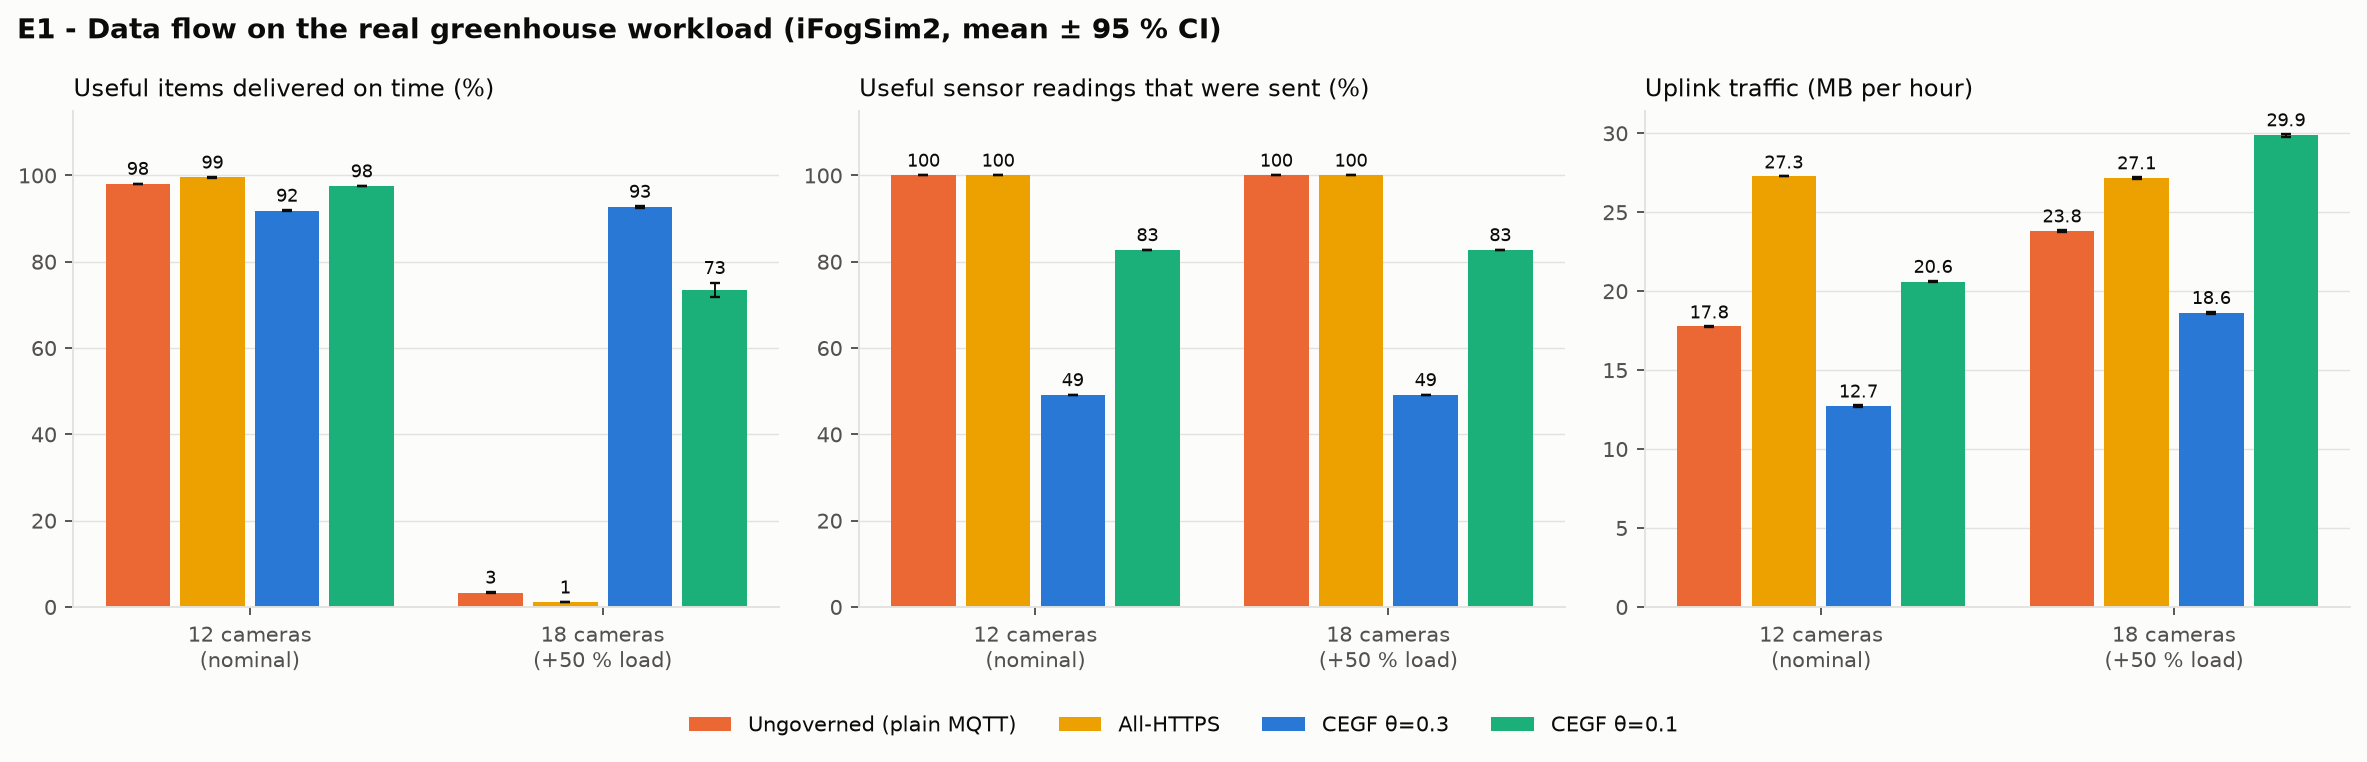 E1 - Data flow on the real greenhouse workload (iFogSim2, mean ± 95 % CI)
Useful items delivered on time (%)
100
80
60
40
20
0
98
99
92
98
3
1
93
73
12 cameras
(nominal)
18 cameras
(+50 % load)
Useful sensor readings that were sent (%)
100
80
60
40
20
0
100
100
49
83
100
100
49
83
12 cameras
(nominal)
18 cameras
(+50 % load)
Uplink traffic (MB per hour)
30
25
20
15
10
5
0
17.8
27.3
12.7
20.6
23.8
27.1
18.6
29.9
12 cameras
(nominal)
18 cameras
(+50 % load)
Ungoverned (plain MQTT)
All-HTTPS
CEGF θ=0.3
CEGF θ=0.1